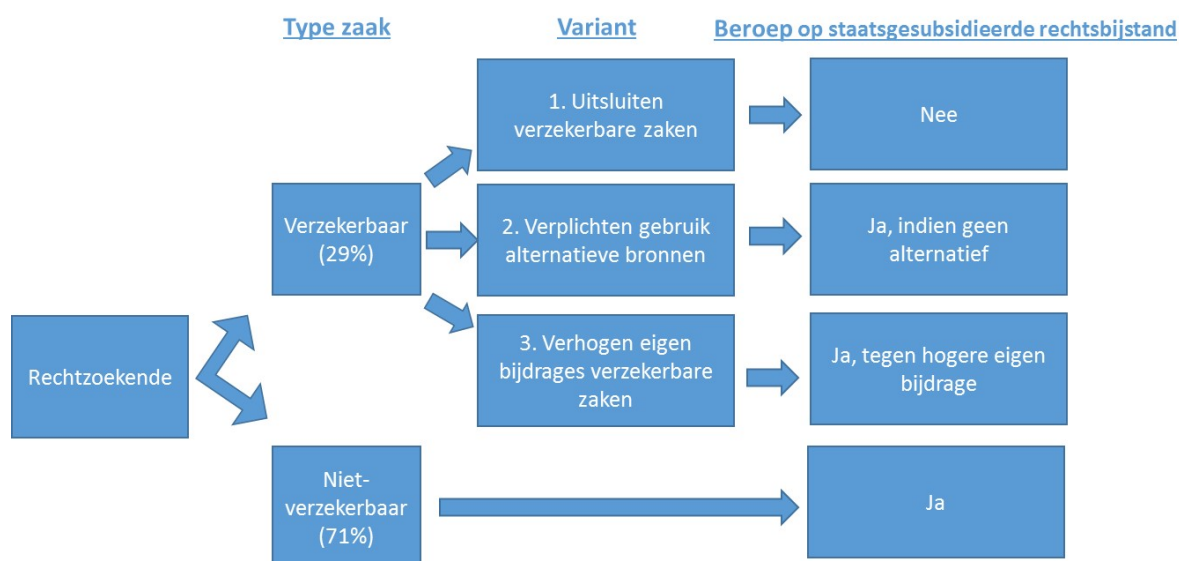 Type zaak
Variant
Beroep op staatsgesubsidieerde rechtsbijstand
Rechtzoekende
Verzekerbaar
(29%)
1. Uitsluiten
verzekerbare zaken
Nee
2. Verplichten gebruik
alternatieve bronnen
Ja, indien geen
alternatief
3. Verhogen eigen
bijdrages verzekerbare
zaken
Ja, tegen hogere eigen
bijdrage
Niet-
verzekerbaar
(71%)
Ja